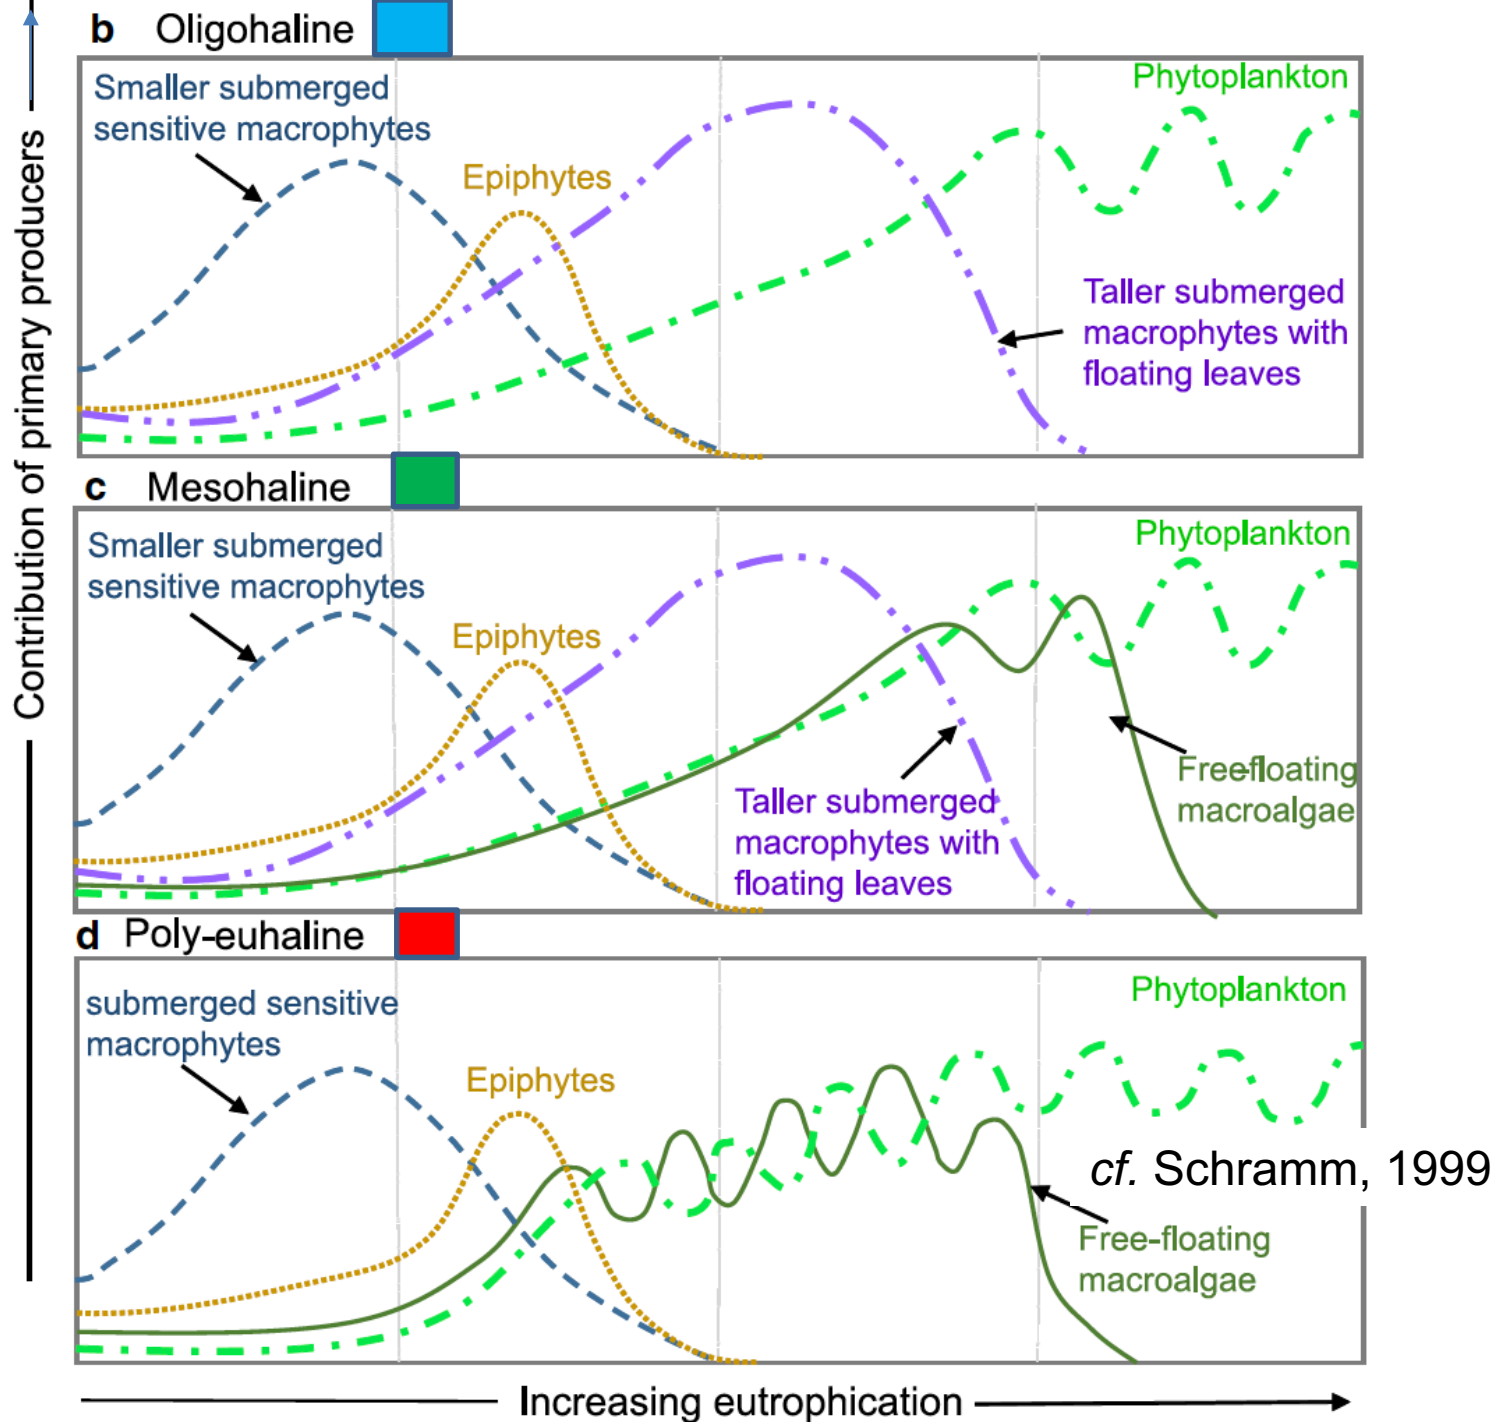 b Oligohaline
Smaller submerged
sensitive macrophytes
Epiphytes
Phytoplankton
Taller submerged
macrophytes with
floating leaves
c Mesohaline
Smaller submerged
sensitive macrophytes
Epiphytes
Phytoplankton
Taller submerged
macrophytes with
floating leaves
Free-floating
macroalgae
d Poly-euhaline
submerged sensitive
macrophytes
Epiphytes
Phytoplankton
cf. Schramm, 1999
Free-floating
macroalgae
Contribution of primary producers
Increasing eutrophication